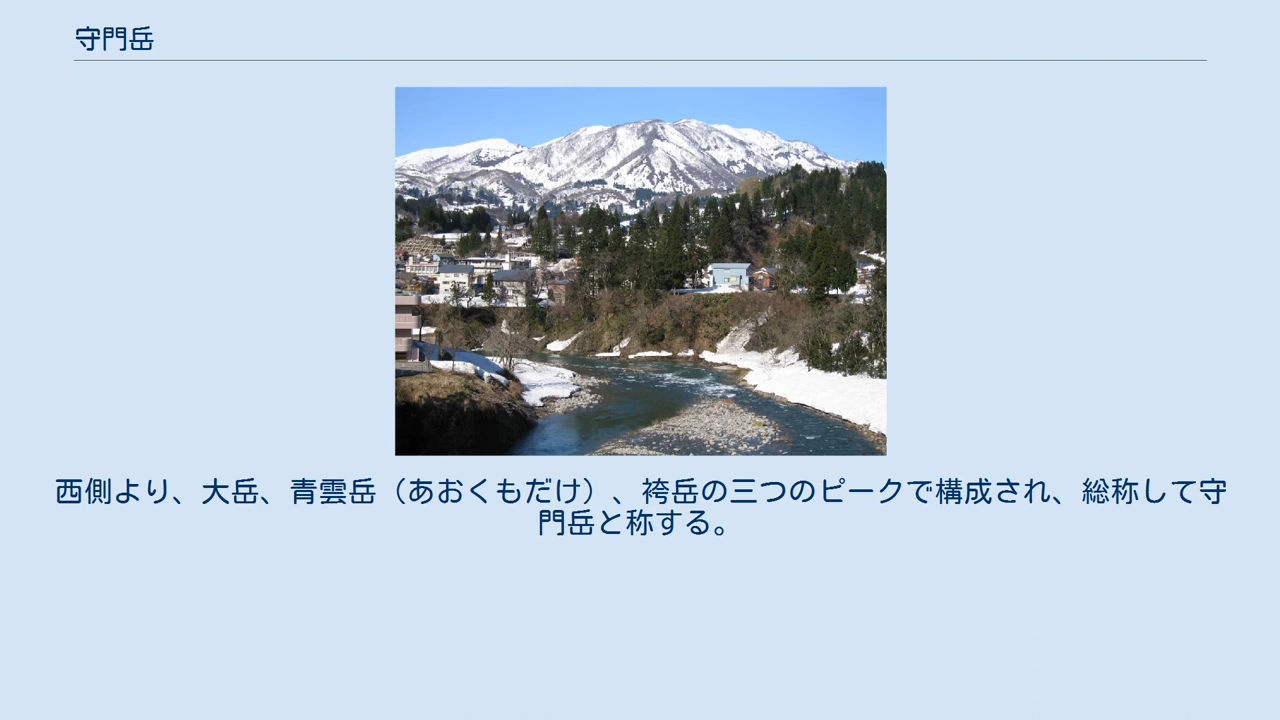 守門岳
西側より、大岳、青雲岳（あおくもだけ）、袴岳の三つのピークで構成され、総称して守
門岳と称する。